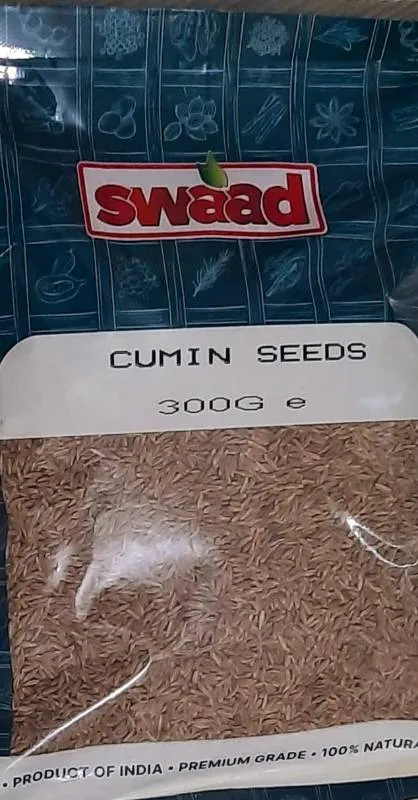 swaad
CUMIN SEEDS
300G e
• PRODUCT OF INDIA • PREMIUM GRADE • 100% NATURA